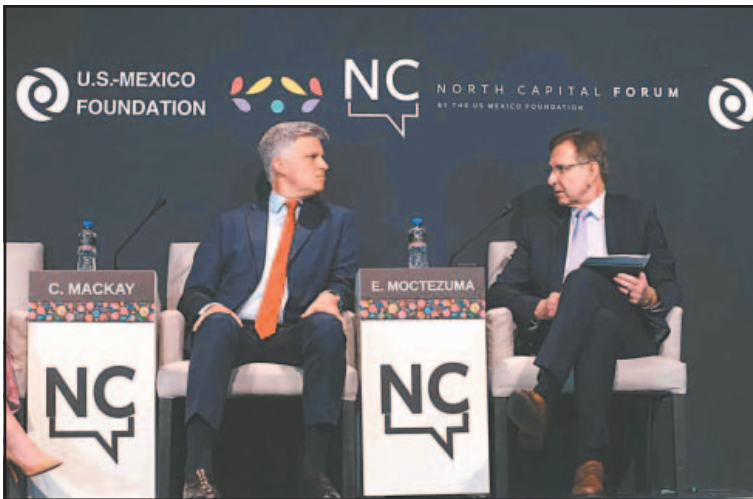 U.S.-MEXICO
FOUNDATION
NC
NORTH CAPITAL FORUM
BY THE US MEXICO FOUNDATION
C. MACKAY
E. MOCTEZUMA
NC
NC